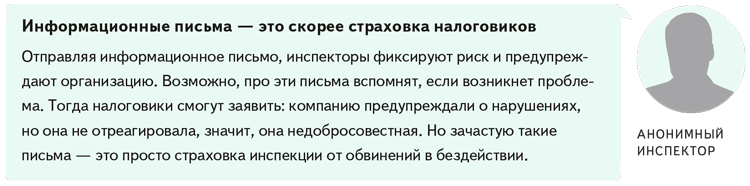 Информационные письма — это скорее страховка налоговиков
Отправляя информационное письмо, инспекторы фиксируют риск и предупреж-
дают организацию. Возможно, про эти письма вспомнят, если возникнет пробле-
ма. Тогда налоговики смогут заявить: компанию предупреждали о нарушениях,
но она не отреагировала, значит, она недобросовестная. Но зачастую такие
письма — это просто страховка инспекции от обвинений в бездействии.
АНОНИМНЫЙ
ИНСПЕКТОР